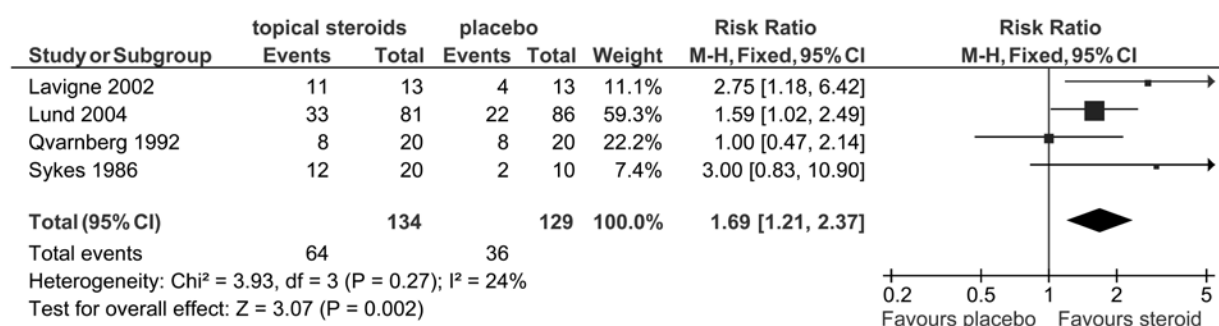 topical steroids placebo Risk Ratio Risk Ratio
Study or Subgroup Events Total Events Total Weight M-H, Fixed, 95% CI M-H, Fixed, 95% CI
Lavigne 2002 11 13 4 13 11.1% 2.75 [1.18, 6.42]
Lund 2004 33 81 22 86 59.3% 1.59 [1.02, 2.49]
Qvarnberg 1992 8 20 8 20 22.2% 1.00 [0.47, 2.14]
Sykes 1986 12 20 2 10 7.4% 3.00 [0.83, 10.90]
Total (95% CI) 134 129 100.0% 1.69 [1.21, 2.37]
Total events 64 36
Heterogeneity: Chi² = 3.93, df = 3 (P = 0.27); I² = 24%
Test for overall effect: Z = 3.07 (P = 0.002)
0.2 0.5 1 2 5
Favours placebo Favours steroid